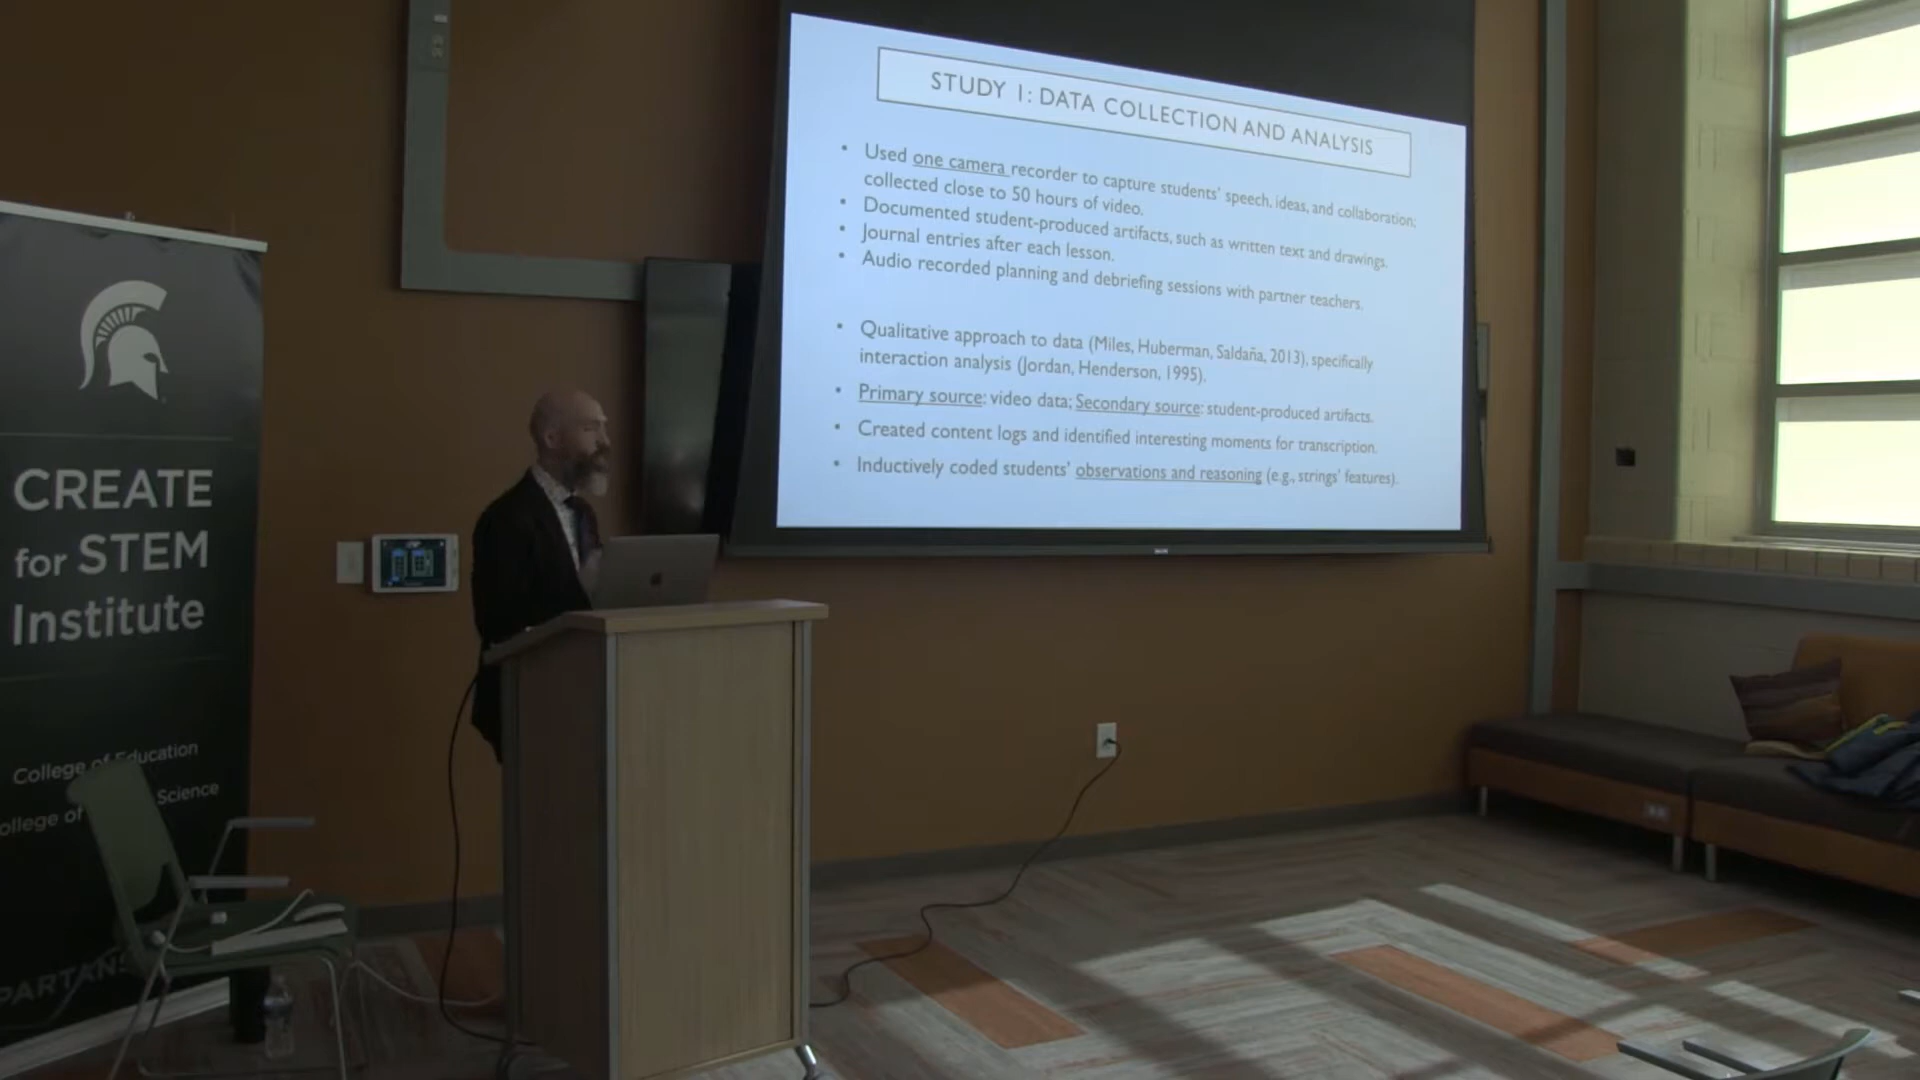 STUDY 1: DATA COLLECTION AND ANALYSIS
• Used one camera recorder to capture students' speech, ideas, and collaboration;
collected close to 50 hours of video.
• Documented student-produced artifacts, such as written text and drawings.
• Journal entries after each lesson.
• Audio recorded planning and debriefing sessions with partner teachers.
• Qualitative approach to data (Miles, Huberman, Saldaña, 2013), specifically
interaction analysis (Jordan, Henderson, 1995).
• Primary source: video data; Secondary source: student-produced artifacts.
• Created content logs and identified interesting moments for transcription.
• Inductively coded students' observations and reasoning (e.g., strings' features).
CREATE
for STEM
Institute
College of Education
ollege of Science
PARTANS